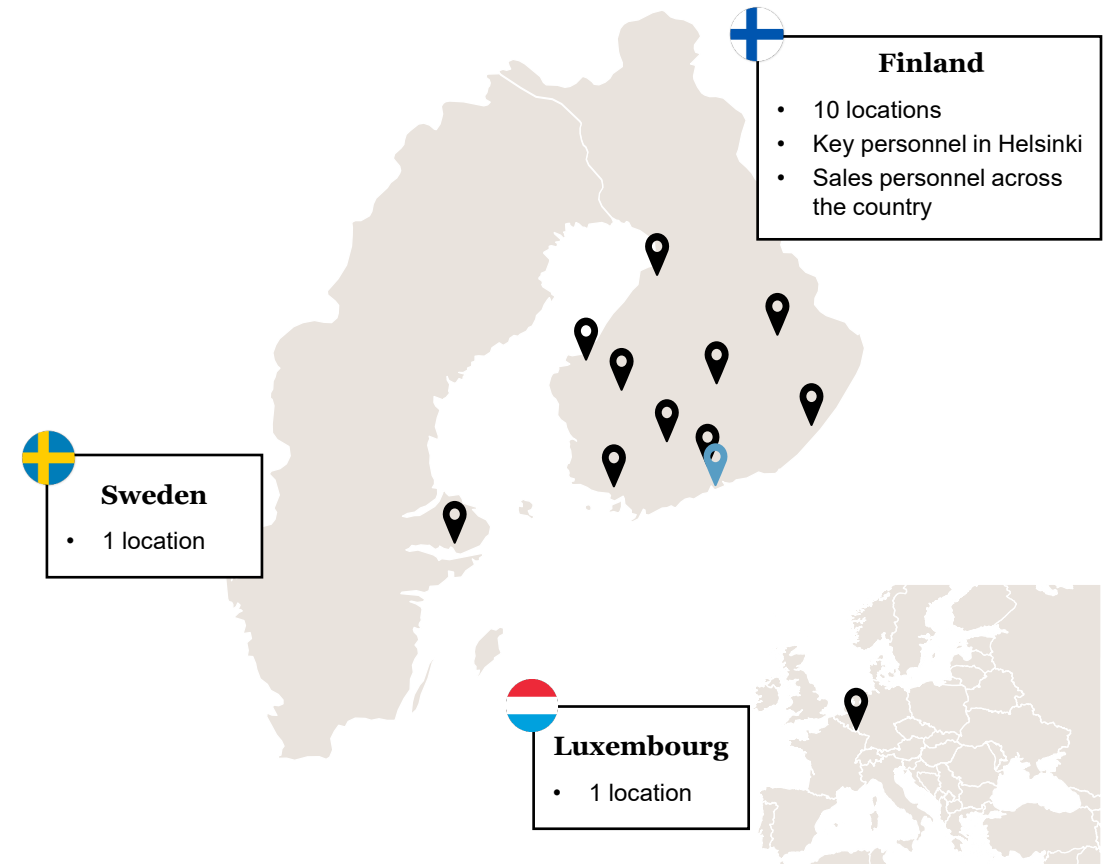 Finland
• 10 locations
• Key personnel in Helsinki
• Sales personnel across
the country
Sweden
• 1 location
Luxembourg
• 1 location